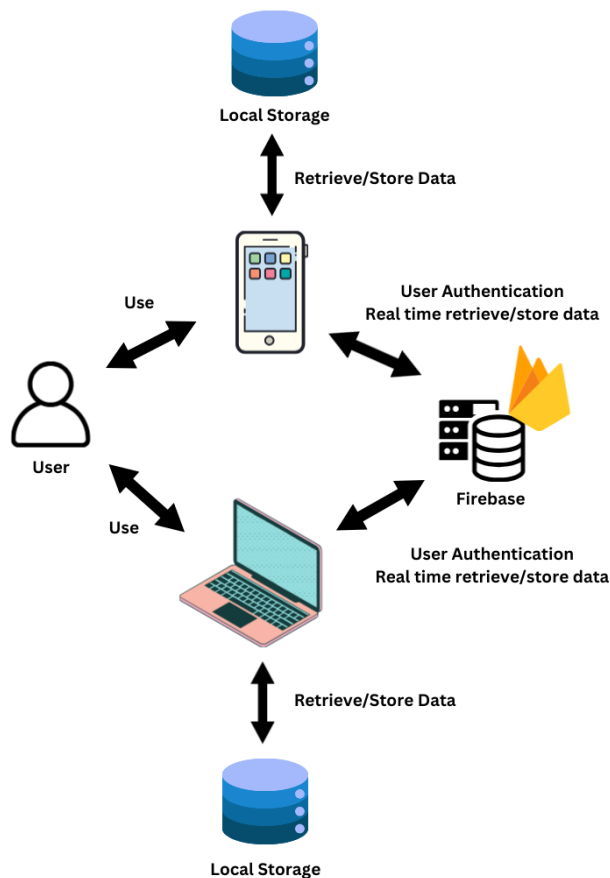 Local Storage
Retrieve/Store Data
Use
User Authentication
Real time retrieve/store data
User
Firebase
Use
User Authentication
Real time retrieve/store data
Retrieve/Store Data
Local Storage